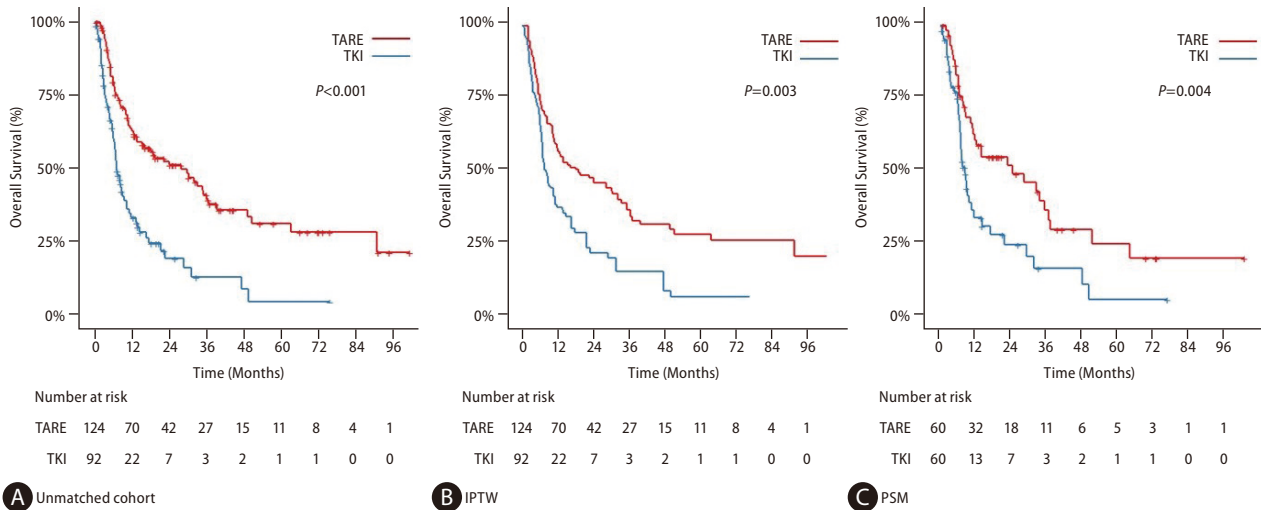 100%
75%
50%
25%
0%
Overall Survival (%)
TARE
TKI
P<0.001
0 12 24 36 48 60 72 84 96
Time (Months)
Number at risk
TARE 124 70 42 27 15 11 8 4 1
TKI 92 22 7 3 2 1 1 0 0
A Unmatched cohort
100%
75%
50%
25%
0%
Overall Survival (%)
TARE
TKI
P=0.003
0 12 24 36 48 60 72 84 96
Time (Months)
Number at risk
TARE 124 70 42 27 15 11 8 4 1
TKI 92 22 7 3 2 1 1 0 0
B IPTW
100%
75%
50%
25%
0%
Overall Survival (%)
TARE
TKI
P=0.004
0 12 24 36 48 60 72 84 96
Time (Months)
Number at risk
TARE 60 32 18 11 6 5 3 1 1
TKI 60 13 7 3 2 1 1 0 0
C PSM